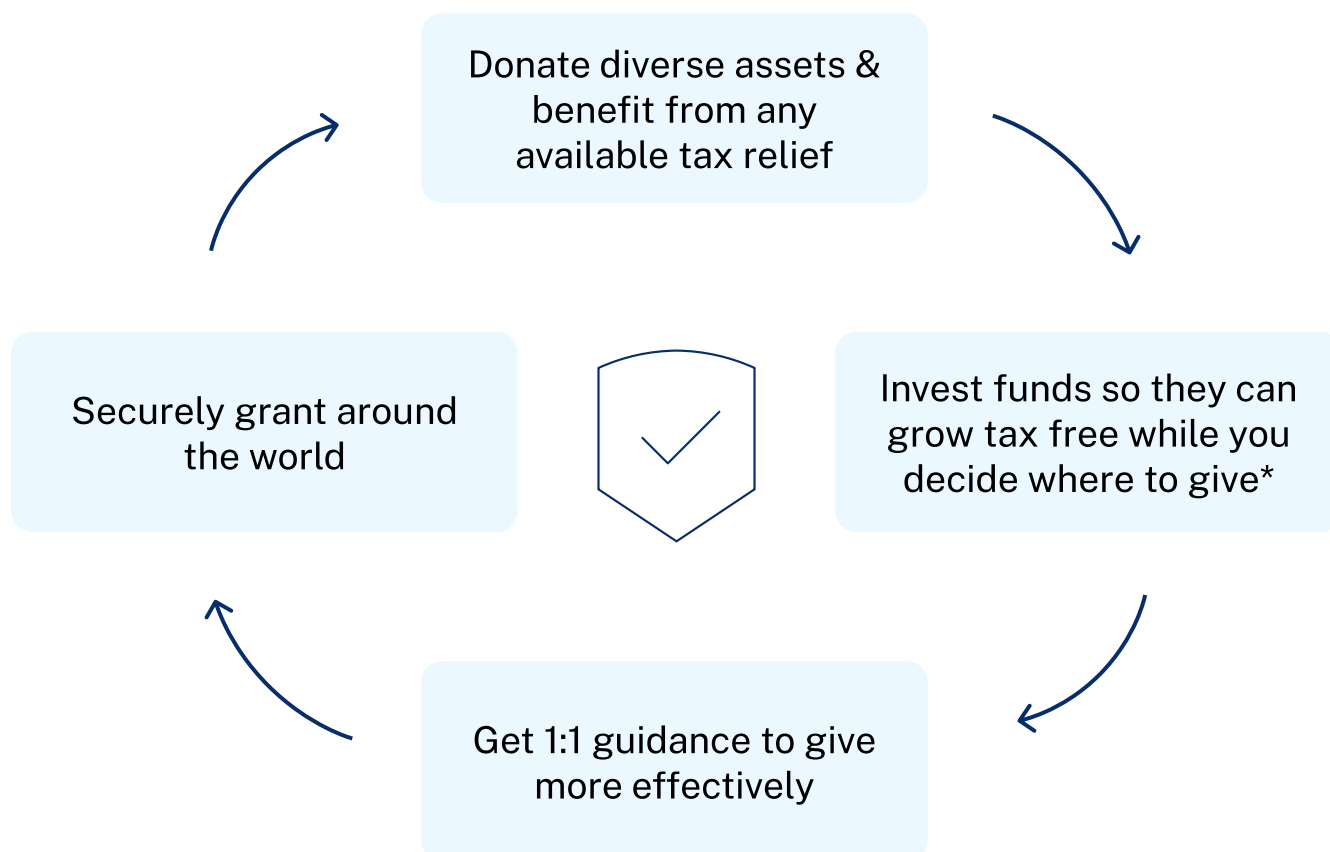 Donate diverse assets &
benefit from any
available tax relief
Invest funds so they can
grow tax free while you
decide where to give*
Get 1:1 guidance to give
more effectively
Securely grant around
the world